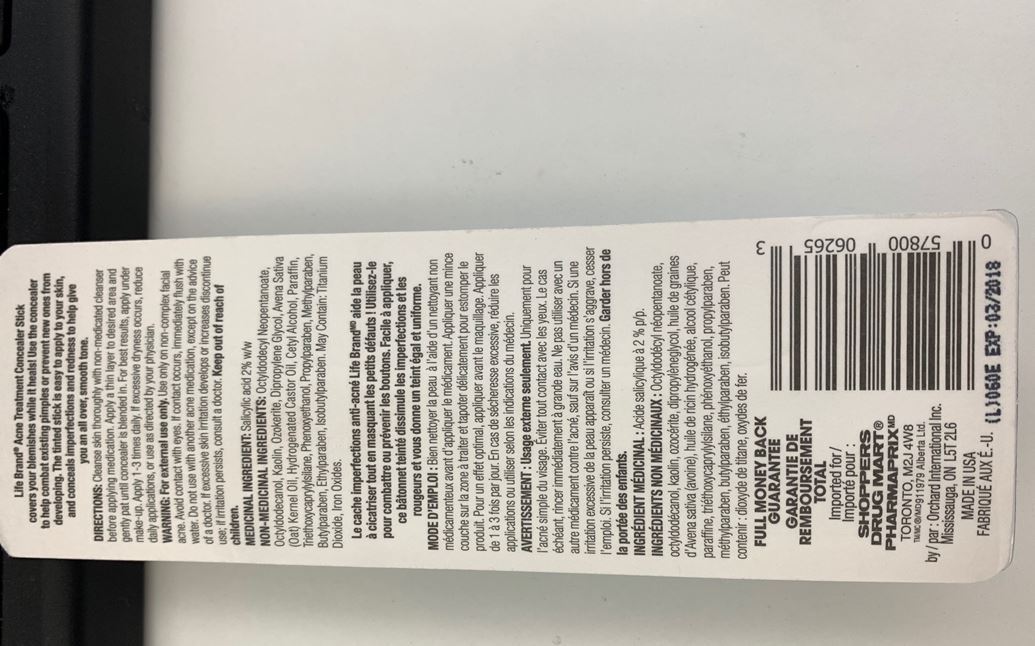 Life Brand® Acne Treatment Concealer Stick
covers your blemishes while it heals! Use the concealer
to help combat existing pimples or prevent new ones from
developing. The tinted stick is easy to apply to your skin,
and conceals imperfections and redness to help give
you an all over, smooth tone.
DIRECTIONS: Cleanse skin thoroughly with non-medicated cleanser
before applying medication. Apply a thin layer to desired area and
gently pat until concealer is blended in. For best results, apply under
make-up. Apply 1-3 times daily. If excessive dryness occurs, reduce
daily applications, or use as directed by your physician.
WARNING: For external use only. Use only on non-complex facial
acne. Avoid contact with eyes. If contact occurs, immediately flush with
water. Do not use with another acne medication, except on the advice
of a doctor. If excessive skin irritation develops or increases discontinue
use; if irritation persists, consult a doctor. Keep out of reach of
children.
MEDICINAL INGREDIENT: Salicylic acid 2% w/w
NON-MEDICINAL INGREDIENTS: Octyldodecyl Neopentanoate,
Octyldodecanol, Kaolin, Ozokerite, Dipropylene Glycol, Avena Sativa
(Oat) Kernel Oil, Hydrogenated Castor Oil, Cetyl Alcohol, Paraffin,
Triethoxycaprylylsilane, Phenoxyethanol, Propylparaben, Methylparaben,
Butylparaben, Ethylparaben, Isobutylparaben. May Contain: Titanium
Dioxide, Iron Oxides.
Le cache imperfections anti-acné Life Brandᴹᴰ aide la peau
à cicatriser tout en masquant les petits défauts ! Utilisez-le
pour combattre ou prévenir les boutons. Facile à appliquer,
ce bâtonnet teinté dissimule les imperfections et les
rougeurs et vous donne un teint égal et uniforme.
MODE D'EMPLOI : Bien nettoyer la peau à l'aide d'un nettoyant non
médicamenteux avant d'appliquer le médicament. Appliquer une mince
couche sur la zone à traiter et tapoter délicatement pour estomper le
produit. Pour un effet optimal, appliquer avant le maquillage. Appliquer
de 1 à 3 fois par jour. En cas de sécheresse excessive, réduire les
applications ou utiliser selon les indications du médecin.
AVERTISSEMENT : Usage externe seulement. Uniquement pour
l'acné simple du visage. Éviter tout contact avec les yeux. Le cas
échéant, rincer immédiatement à grande eau. Ne pas utiliser avec un
autre médicament contre l'acné, sauf sur l'avis d'un médecin. Si une
irritation excessive de la peau apparaît ou si l'irritation s'aggrave, cesser
l'emploi. Si l'irritation persiste, consulter un médecin. Garder hors de
la portée des enfants.
INGRÉDIENT MÉDICINAL : Acide salicylique à 2 % p/p.
INGRÉDIENTS NON MÉDICINAUX : Octyldodécyl néopentanoate,
octyldodécanol, kaolin, ozocérite, dipropylèneglycol, huile de graines
d'Avena sativa (avoine), huile de ricin hydrogénée, alcool cétylique,
paraffine, triéthoxycaprylylsilane, phénoxyéthanol, propylparaben,
méthylparaben, butylparaben, éthylparaben, isobutylparaben. Peut
contenir : dioxyde de titane, oxydes de fer.
FULL MONEY BACK
GUARANTEE
GARANTIE DE
REMBOURSEMENT
TOTAL
Imported for/
Importé pour :
SHOPPERS
DRUG MART®
PHARMAPRIXᴹᴰ
TORONTO, M2J 4W8
TM/MC®/MD911979 Alberta Ltd.
by / par : Orchard International Inc.
Mississauga, ON L5T 2L6
MADE IN USA
FABRIQUÉ AUX É.-U.
0 57800 06265 3
(L)060E EXP:03/2018